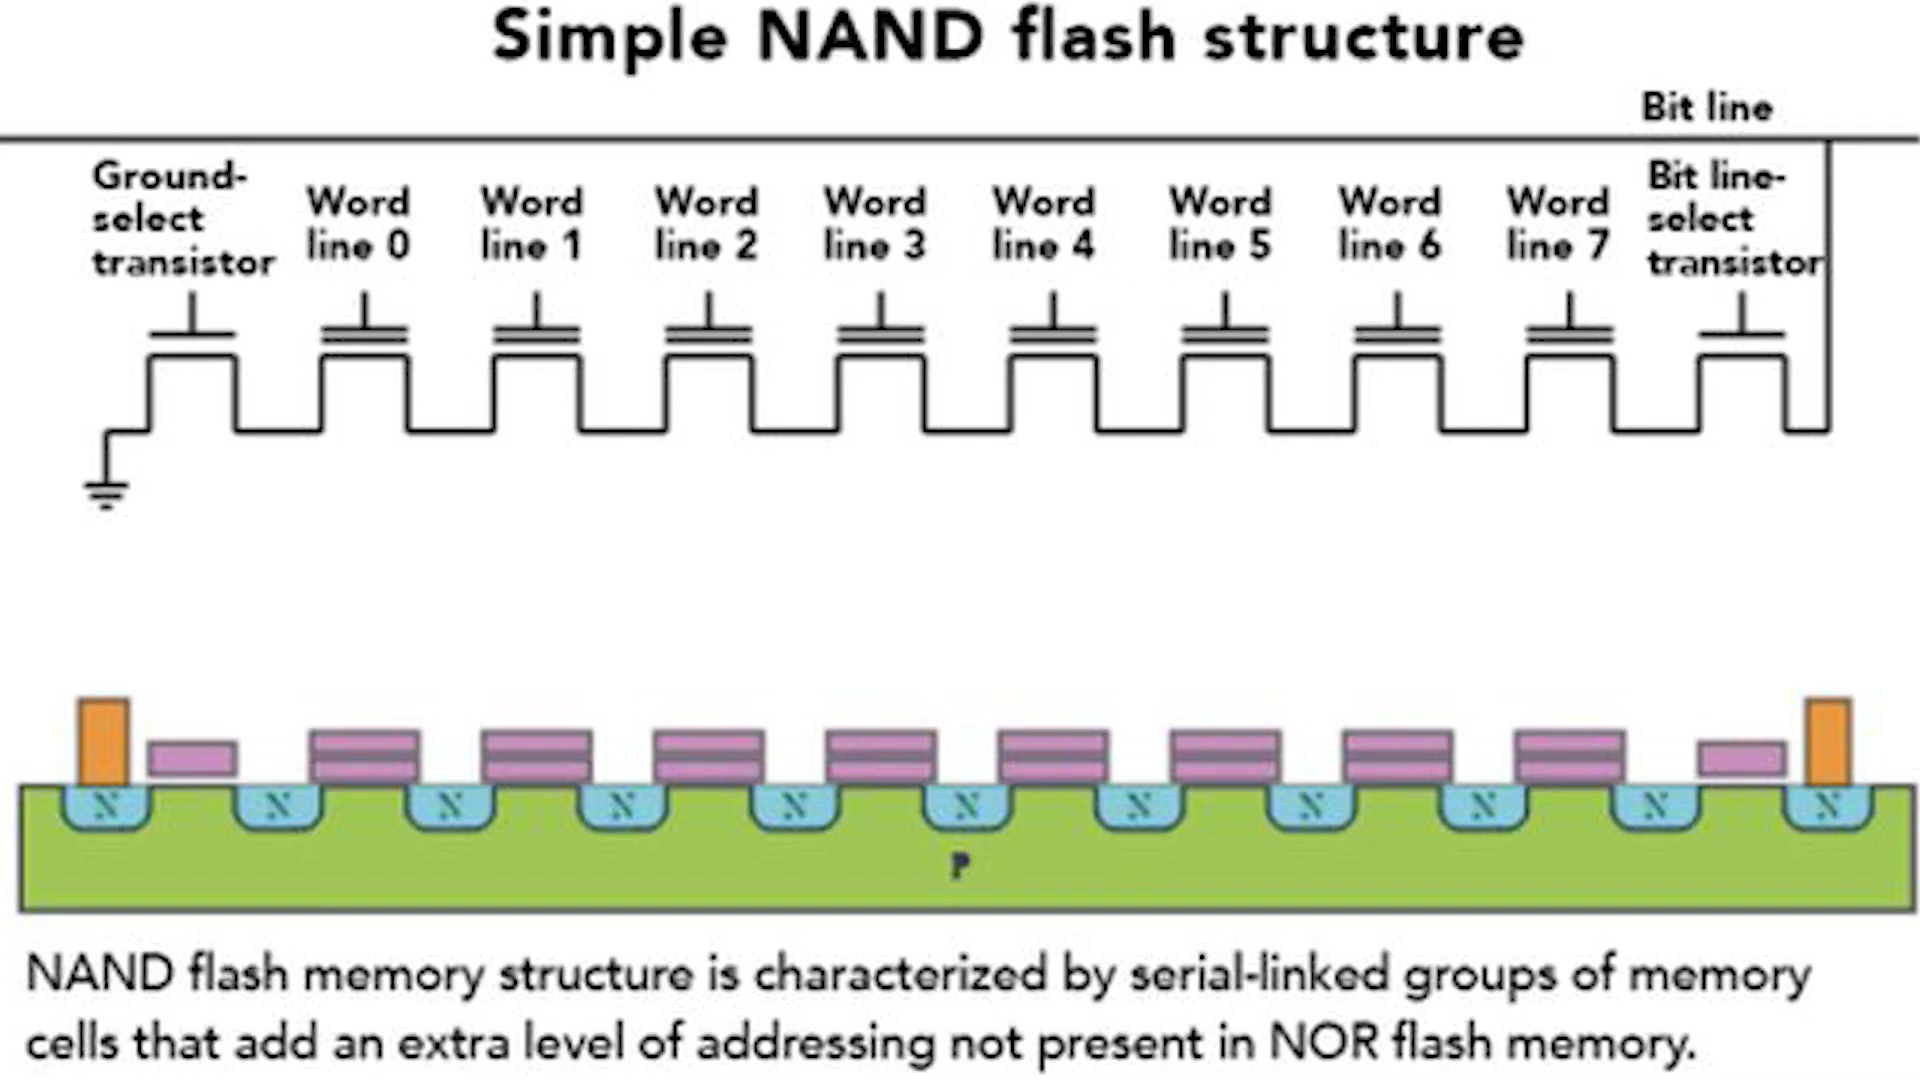 Simple NAND flash structure
Bit line
Ground-
select
transistor
Word
line 0
Word
line 1
Word
line 2
Word
line 3
Word
line 4
Word
line 5
Word
line 6
Word
line 7
Bit line-
select
transistor
N N N N N N N N N N N
P
NAND flash memory structure is characterized by serial-linked groups of memory
cells that add an extra level of addressing not present in NOR flash memory.